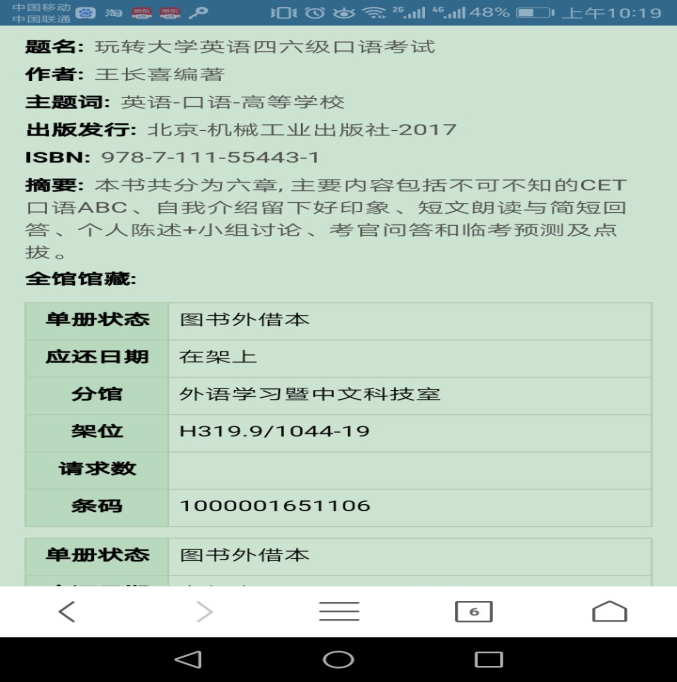 中国移动
中国联通
2G 4G 48% 上午10:19
题名: 玩转大学英语四六级口语考试
作者: 王长喜编著
主题词: 英语-口语-高等学校
出版发行: 北京-机械工业出版社-2017
ISBN: 978-7-111-55443-1
摘要: 本书共分为六章, 主要内容包括不可不知的CET
口语ABC、自我介绍留下好印象、短文朗读与简短回
答、个人陈述+小组讨论、考官问答和临考预测及点
拔。
全馆馆藏:
单册状态 图书外借本
应还日期 在架上
分馆 外语学习暨中文科技室
架位 H319.9/1044-19
请求数
条码 1000001651106
单册状态 图书外借本
6